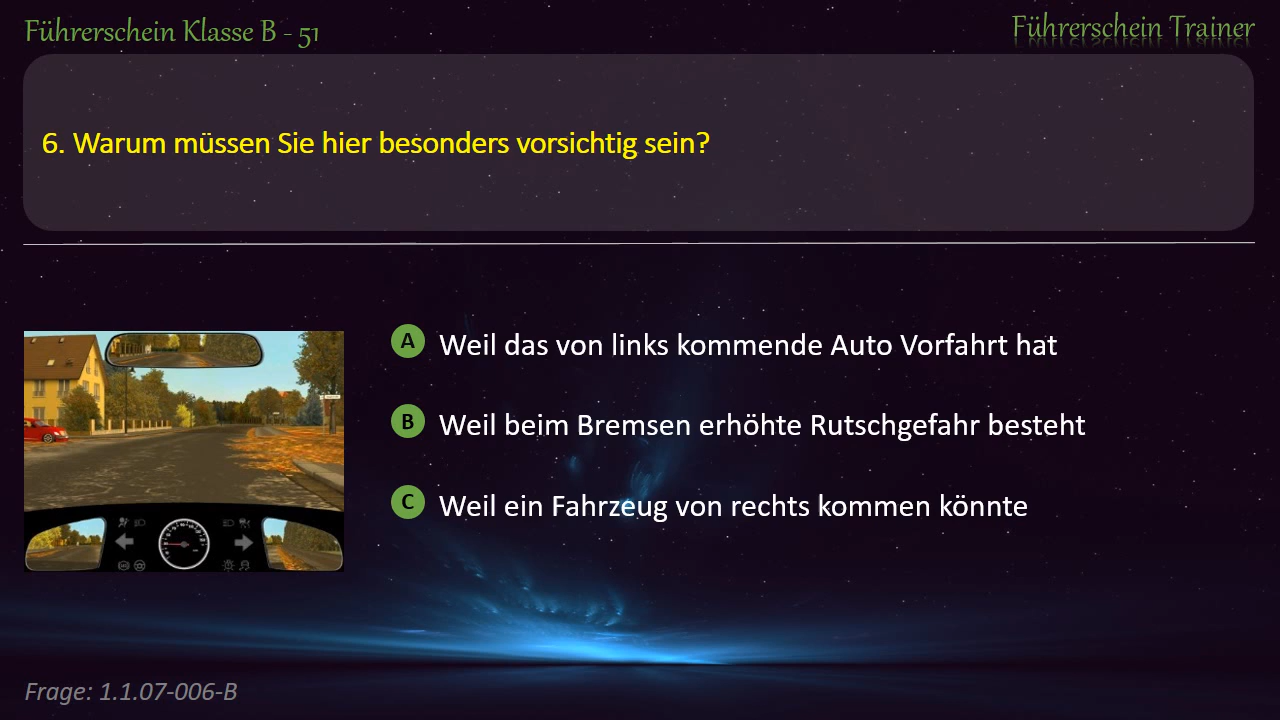 Führerschein Klasse B - 51
Führerschein Trainer
6. Warum müssen Sie hier besonders vorsichtig sein?
A Weil das von links kommende Auto Vorfahrt hat
B Weil beim Bremsen erhöhte Rutschgefahr besteht
C Weil ein Fahrzeug von rechts kommen könnte
Frage: 1.1.07-006-B